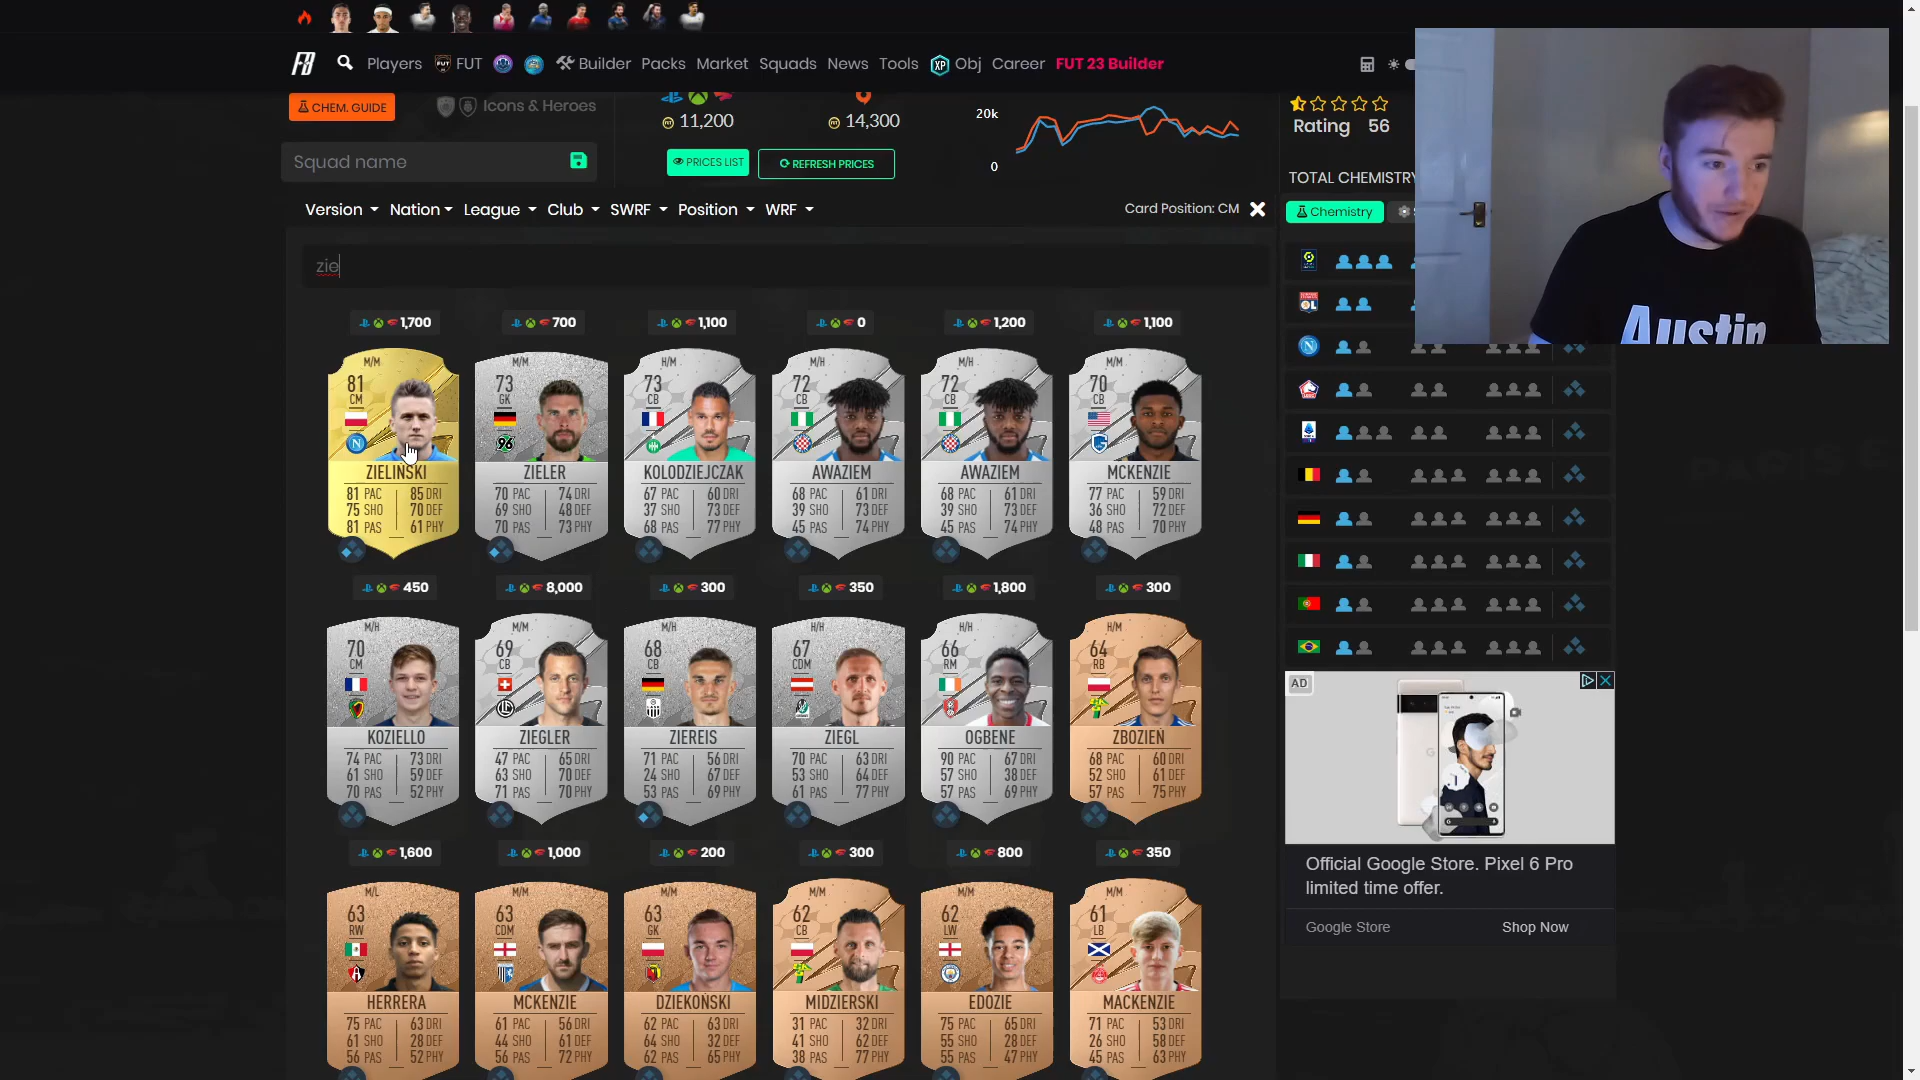 Players FUT Builder Packs Market Squads News Tools XP Obj Career FUT 23 Builder
CHEM. GUIDE Icons & Heroes
11,200 14,300
20k
0
Rating 56
Squad name
PRICES LIST REFRESH PRICES
TOTAL CHEMISTRY
Version Nation League Club SWRF Position WRF
Card Position: CM
Chemistry
zie
1,700 700 1,100 0 1,200 1,100
M/M M/M H/M M/H M/H M/M
81 CM 73 GK 73 CB 72 CB 72 CB 70 CB
ZIELIŃSKI ZIELER KOLODZIEJCZAK AWAZIEM AWAZIEM MCKENZIE
81 PAC 85 DRI 70 PAC 74 DRI 67 PAC 60 DRI 68 PAC 61 DRI 68 PAC 61 DRI 77 PAC 59 DRI
75 SHO 70 DEF 69 SHO 48 DEF 37 SHO 73 DEF 39 SHO 73 DEF 39 SHO 73 DEF 36 SHO 72 DEF
81 PAS 61 PHY 70 PAS 73 PHY 68 PAS 77 PHY 45 PAS 74 PHY 45 PAS 74 PHY 48 PAS 70 PHY
450 8,000 300 350 1,800 300
M/H M/H M/H H/H M/H H/M
70 CM 69 CB 68 CB 67 CDM 66 RM 64 RB
KOZIELLO ZIEGLER ZIEREIS ZIEGL OGBENE ZBOZIEŃ
74 PAC 73 DRI 47 PAC 65 DRI 71 PAC 56 DRI 70 PAC 63 DRI 90 PAC 67 DRI 68 PAC 60 DRI
61 SHO 59 DEF 63 SHO 70 DEF 24 SHO 67 DEF 53 SHO 64 DEF 57 SHO 38 DEF 52 SHO 61 DEF
70 PAS 52 PHY 71 PAS 70 PHY 53 PAS 69 PHY 61 PAS 77 PHY 57 PAS 69 PHY 57 PAS 75 PHY
1,600 1,000 200 300 800 350
M/L M/M M/M M/M M/M M/M
63 RW 63 CDM 63 GK 62 CB 62 LW 61 LB
HERRERA MCKENZIE DZIEKOŃSKI MIDZIERSKI EDOZIE MACKENZIE
75 PAC 63 DRI 61 PAC 56 DRI 62 PAC 63 DRI 31 PAC 32 DRI 75 PAC 65 DRI 71 PAC 53 DRI
61 SHO 28 DEF 44 SHO 61 DEF 64 SHO 32 DEF 41 SHO 62 DEF 55 SHO 28 DEF 26 SHO 58 DEF
56 PAS 52 PHY 56 PAS 72 PHY 62 PAS 65 PHY 38 PAS 77 PHY 55 PAS 47 PHY 45 PAS 63 PHY
Austin
AD
Official Google Store. Pixel 6 Pro
limited time offer.
Google Store Shop Now